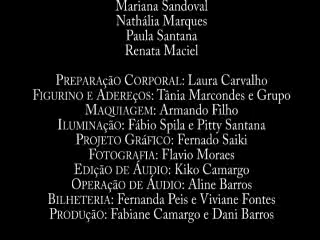 Mariana Sandoval
Nathália Marques
Paula Santana
Renata Maciel
Preparação Corporal: Laura Carvalho
Figurino e Adereços: Tânia Marcondes e Grupo
Maquiagem: Armando Filho
Iluminação: Fábio Spila e Pitty Santana
Projeto Gráfico: Fernado Saiki
Fotografia: Flavio Moraes
Edição de Áudio: Kiko Camargo
Operação de Áudio: Aline Barros
Bilheteria: Fernanda Peis e Viviane Fontes
Produção: Fabiane Camargo e Dani Barros